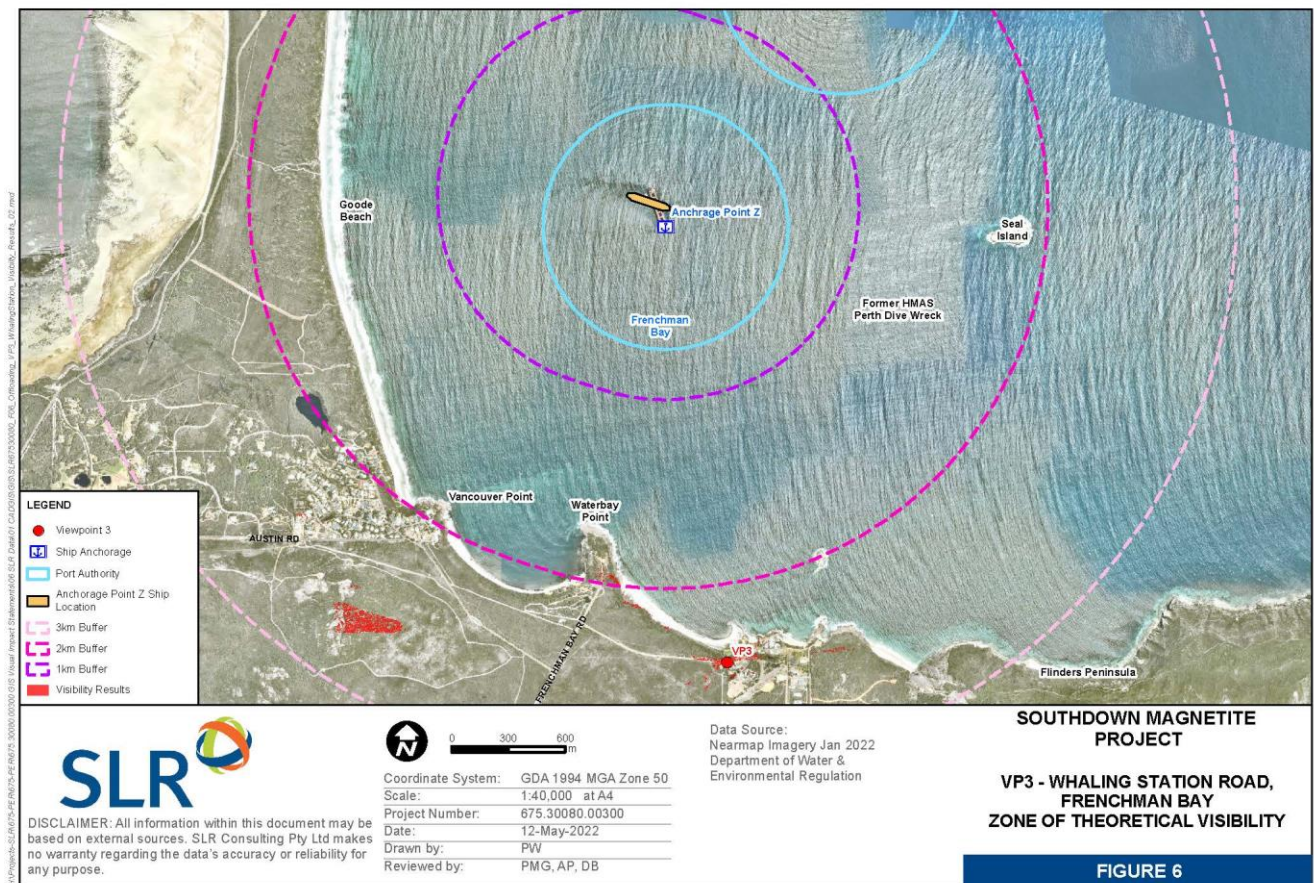 Goode
Beach
Anchrage Point Z
Seal
Island
Former HMAS
Perth Dive Wreck
Frenchman
Bay
Vancouver Point
Waterbay
Point
AUSTIN RD
FRENCHMAN BAY RD
VP3
Flinders Peninsula
LEGEND
Viewpoint 3
Ship Anchorage
Port Authority
Anchorage Point Z Ship
Location
3km Buffer
2km Buffer
1km Buffer
Visibility Results
SLR
DISCLAIMER: All information within this document may be
based on external sources. SLR Consulting Pty Ltd makes
no warranty regarding the data's accuracy or reliability for
any purpose.
N
0 300 600
m
Coordinate System: GDA 1994 MGA Zone 50
Scale: 1:40,000 at A4
Project Number: 675.30080.00300
Date: 12-May-2022
Drawn by: PW
Reviewed by: PMG, AP, DB
Data Source:
Nearmap Imagery Jan 2022
Department of Water &
Environmental Regulation
SOUTHDOWN MAGNETITE
PROJECT
VP3 - WHALING STATION ROAD,
FRENCHMAN BAY
ZONE OF THEORETICAL VISIBILITY
FIGURE 6